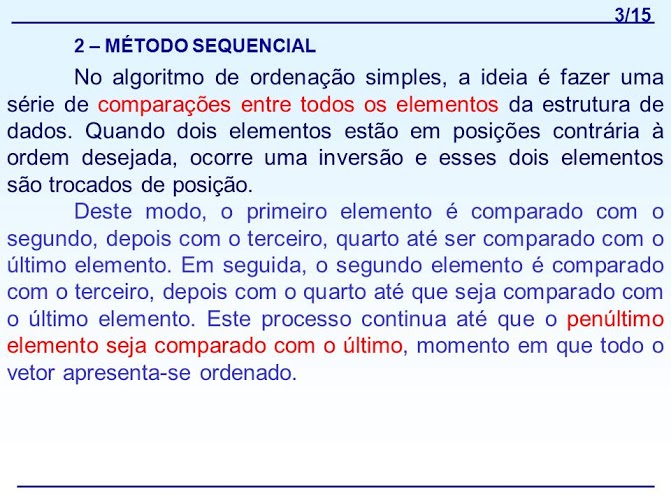 3/15
2 – MÉTODO SEQUENCIAL
No algoritmo de ordenação simples, a ideia é fazer uma
série de comparações entre todos os elementos da estrutura de
dados. Quando dois elementos estão em posições contrária à
ordem desejada, ocorre uma inversão e esses dois elementos
são trocados de posição.
Deste modo, o primeiro elemento é comparado com o
segundo, depois com o terceiro, quarto até ser comparado com o
último elemento. Em seguida, o segundo elemento é comparado
com o terceiro, depois com o quarto até que seja comparado com
o último elemento. Este processo continua até que o penúltimo
elemento seja comparado com o último, momento em que todo o
vetor apresenta-se ordenado.